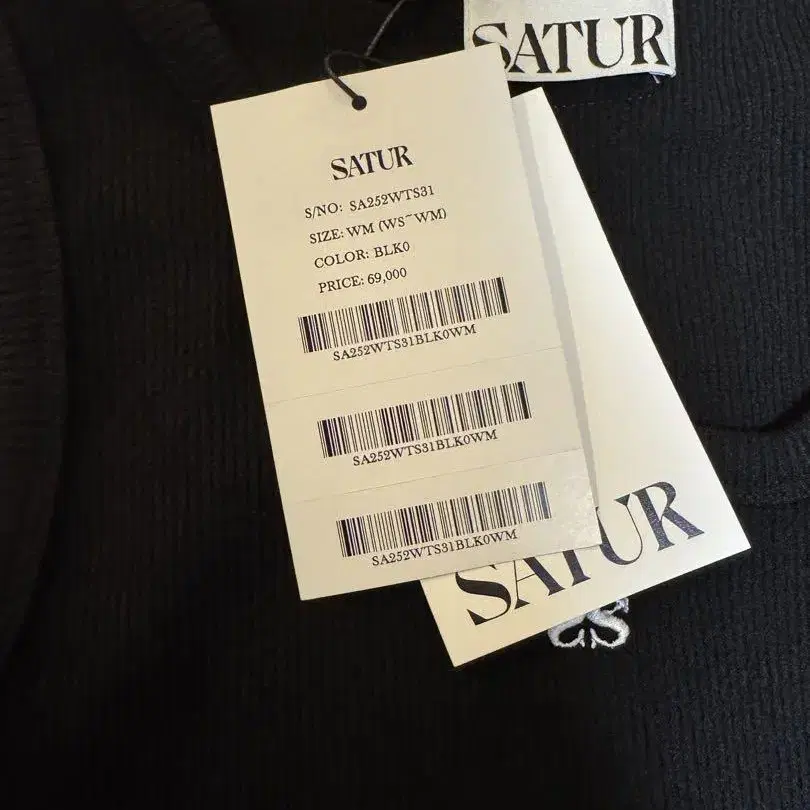 SATUR
SATUR
S/NO: SA252WTS31
SIZE: WM (WS~WM)
COLOR: BLK0
PRICE: 69,000
SA252WTS31BLK0WM
SA252WTS31BLK0WM
SA252WTS31BLK0WM
SATUR